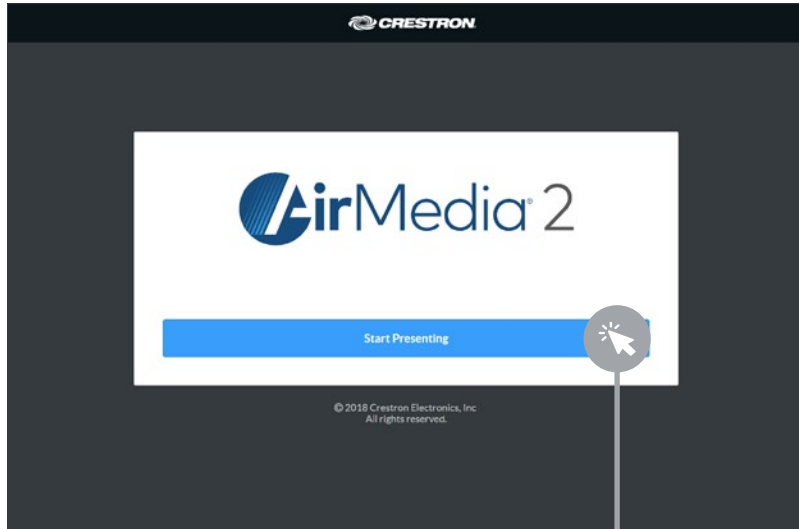 CRESTRON
AirMedia® 2
Start Presenting
© 2018 Crestron Electronics, Inc
All rights reserved.